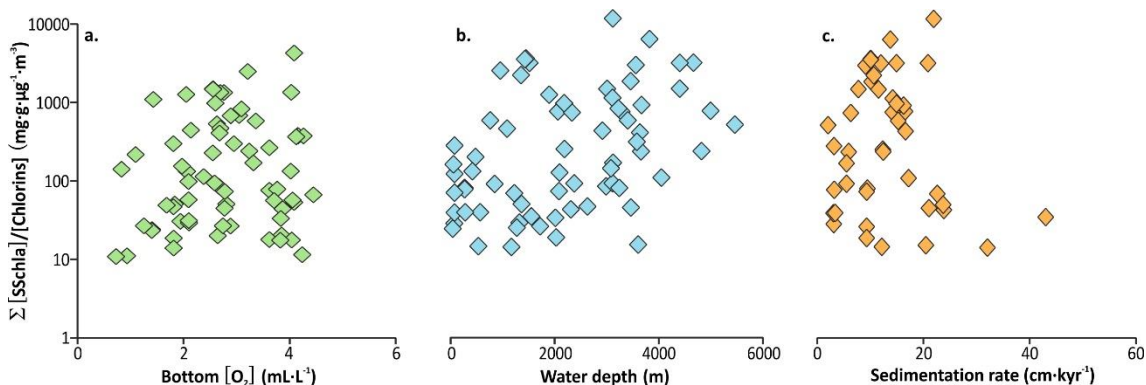 Σ [SSchla]/[Chlorins] (mg·g·µg⁻¹·m⁻³)
10000
1000
100
10
1
a.
0
2
4
6
Bottom [O₂] (mL·L⁻¹)
b.
0
2000
4000
6000
Water depth (m)
c.
0
20
40
60
Sedimentation rate (cm·kyr⁻¹)